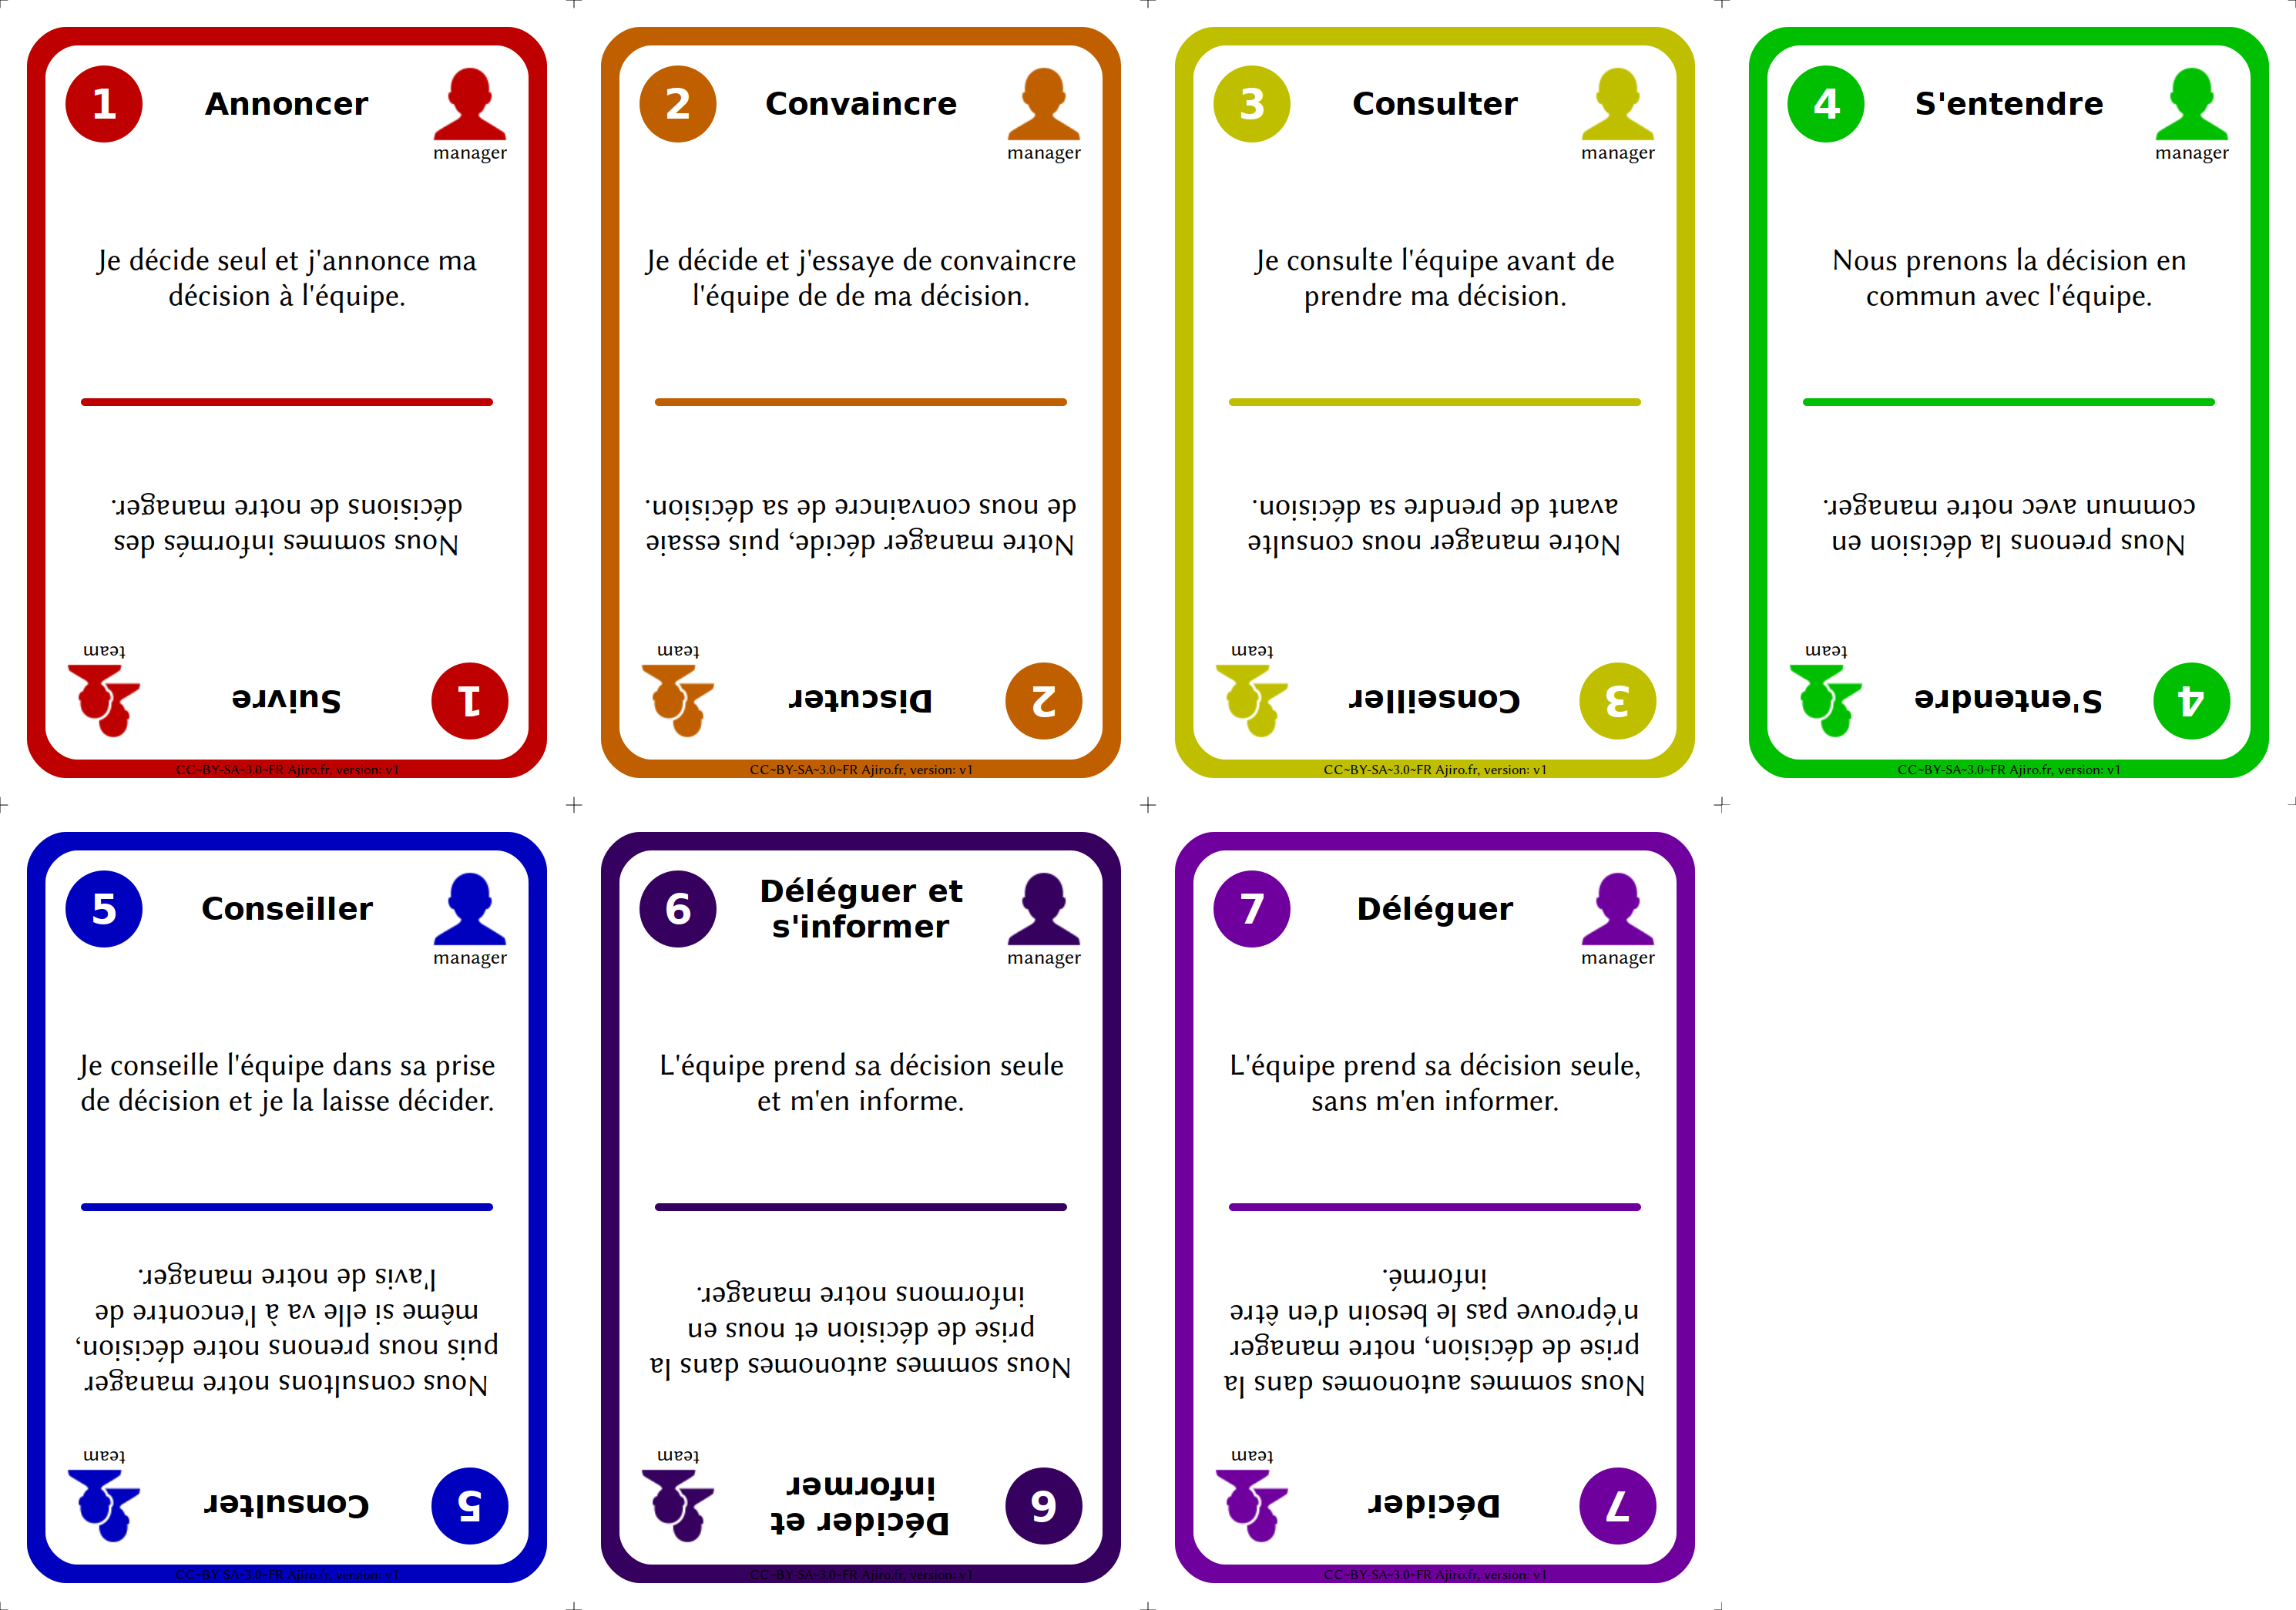 1
Annoncer
manager
Je décide seul et j'annonce ma
décision à l'équipe.
1
Suivre
team
Nous sommes informés des
décisions de notre manager.
CC~BY-SA~3.0~FR Ajiro.fr, version: v1
2
Convaincre
manager
Je décide et j'essaye de convaincre
l'équipe de de ma décision.
2
Discuter
team
Notre manager décide, puis essaie
de nous convaincre de sa décision.
CC~BY-SA~3.0~FR Ajiro.fr, version: v1
3
Consulter
manager
Je consulte l'équipe avant de
prendre ma décision.
3
Conseiller
team
Notre manager nous consulte
avant de prendre sa décision.
CC~BY-SA~3.0~FR Ajiro.fr, version: v1
4
S'entendre
manager
Nous prenons la décision en
commun avec l'équipe.
4
S'entendre
team
Nous prenons la décision en
commun avec notre manager.
CC~BY-SA~3.0~FR Ajiro.fr, version: v1
5
Conseiller
manager
Je conseille l'équipe dans sa prise
de décision et je la laisse décider.
5
Consulter
team
Nous consultons notre manager
puis nous prenons notre décision,
même si elle va à l'encontre de
l'avis de notre manager.
CC~BY-SA~3.0~FR Ajiro.fr, version: v1
6
Déléguer et
s'informer
manager
L'équipe prend sa décision seule
et m'en informe.
6
Décider et
informer
team
Nous sommes autonomes dans la
prise de décision et nous en
informons notre manager.
CC~BY-SA~3.0~FR Ajiro.fr, version: v1
7
Déléguer
manager
L'équipe prend sa décision seule,
sans m'en informer.
7
Décider
team
Nous sommes autonomes dans la
prise de décision, notre manager
n'éprouve pas le besoin d'en être
informé.
CC~BY-SA~3.0~FR Ajiro.fr, version: v1